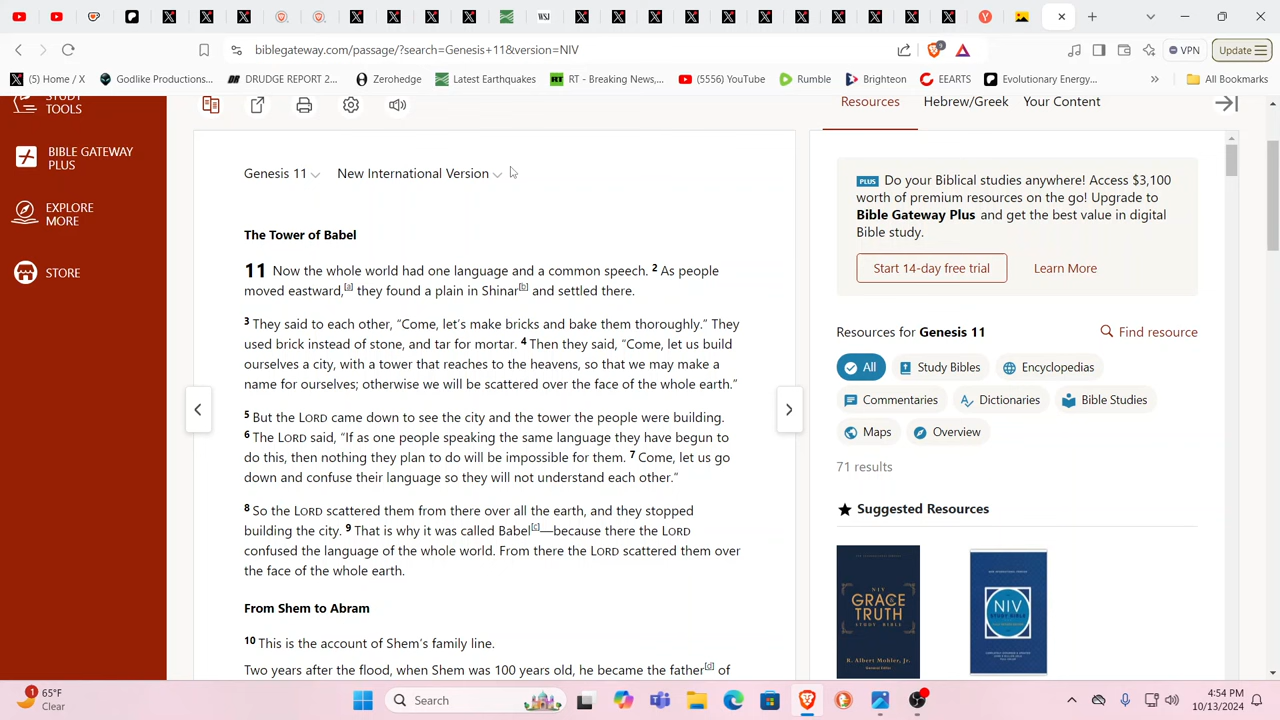 biblegateway.com/passage/?search=Genesis+11&version=NIV
9
VPN
Update
(5) Home / X
Godlike Productions...
DRUDGE REPORT 2...
Zerohedge
Latest Earthquakes
RT - Breaking News,...
(5556) YouTube
Rumble
Brighteon
EEARTS
Evolutionary Energy...
»
All Bookmarks
STUDY
TOOLS
BIBLE GATEWAY
PLUS
EXPLORE
MORE
STORE
Genesis 11
New International Version
The Tower of Babel
11 Now the whole world had one language and a common speech. 2 As people
moved eastward,[a] they found a plain in Shinar[b] and settled there.
3 They said to each other, “Come, let’s make bricks and bake them thoroughly.” They
used brick instead of stone, and tar for mortar. 4 Then they said, “Come, let us build
ourselves a city, with a tower that reaches to the heavens, so that we may make a
name for ourselves; otherwise we will be scattered over the face of the whole earth.”
5 But the LORD came down to see the city and the tower the people were building.
6 The LORD said, “If as one people speaking the same language they have begun to
do this, then nothing they plan to do will be impossible for them. 7 Come, let us go
down and confuse their language so they will not understand each other.”
8 So the LORD scattered them from there over all the earth, and they stopped
building the city. 9 That is why it was called Babel[c]—because there the LORD
confused the language of the whole world. From there the LORD scattered them over
the face of the whole earth.
From Shem to Abram
10 This is the account of Shem’s family line.
Two years after the flood, when Shem was 100 years old, he became the father[d] of
Resources
Hebrew/Greek
Your Content
PLUS Do your Biblical studies anywhere! Access $3,100
worth of premium resources on the go! Upgrade to
Bible Gateway Plus and get the best value in digital
Bible study.
Start 14-day free trial
Learn More
Resources for Genesis 11
Find resource
All
Study Bibles
Encyclopedias
Commentaries
Dictionaries
Bible Studies
Maps
Overview
71 results
Suggested Resources
NIV
GRACE
&
TRUTH
STUDY BIBLE
R. Albert Mohler, Jr.
NIV
STUDY BIBLE
1
65°F
Clear
Search
4:54 PM
10/13/2024